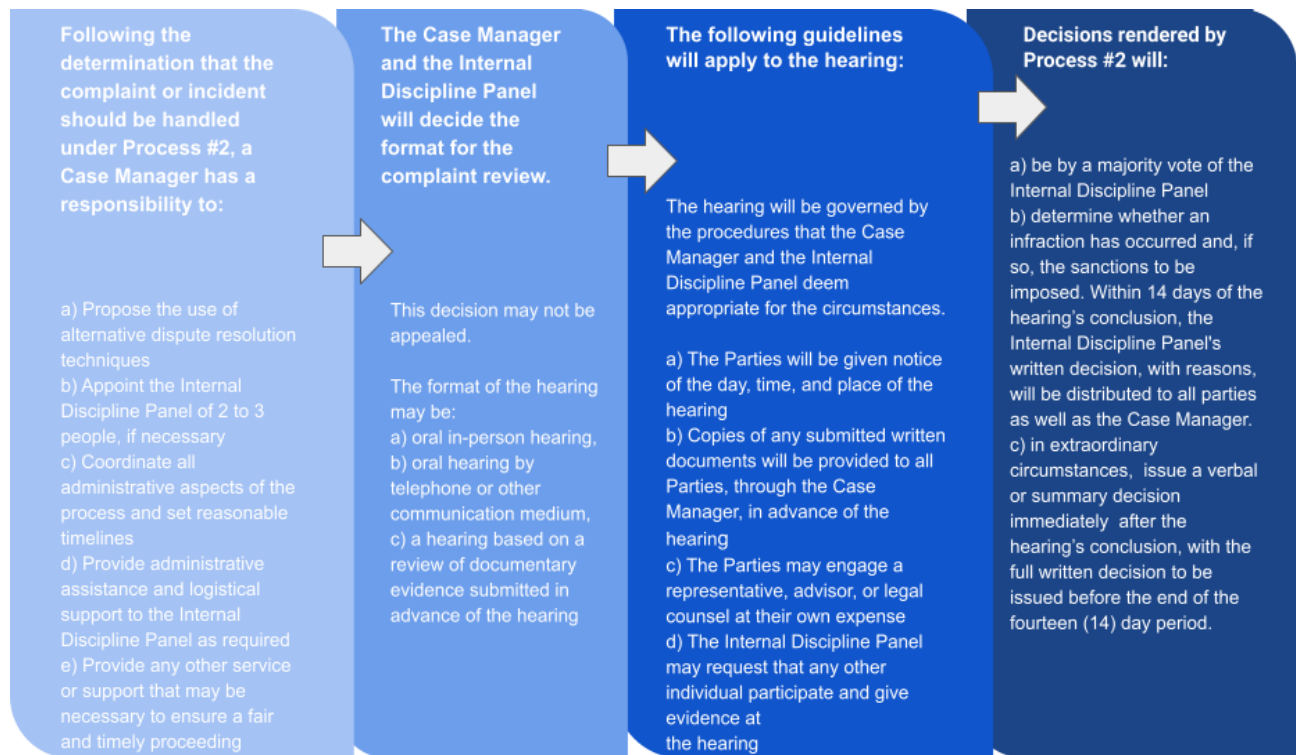 Following the
determination that the
complaint or incident
should be handled
under Process #2, a
Case Manager has a
responsibility to:
a) Propose the use of
alternative dispute resolution
techniques
b) Appoint the Internal
Discipline Panel of 2 to 3
people, if necessary
c) Coordinate all
administrative aspects of the
process and set reasonable
timelines
d) Provide administrative
assistance and logistical
support to the Internal
Discipline Panel as required
e) Provide any other service
or support that may be
necessary to ensure a fair
and timely proceeding
The Case Manager
and the Internal
Discipline Panel
will decide the
format for the
complaint review.
This decision may not be
appealed.
The format of the hearing
may be:
a) oral in-person hearing,
b) oral hearing by
telephone or other
communication medium,
c) a hearing based on a
review of documentary
evidence submitted in
advance of the hearing
The following guidelines
will apply to the hearing:
The hearing will be governed by
the procedures that the Case
Manager and the Internal
Discipline Panel deem
appropriate for the circumstances.
a) The Parties will be given notice
of the day, time, and place of the
hearing
b) Copies of any submitted written
documents will be provided to all
Parties, through the Case
Manager, in advance of the
hearing
c) The Parties may engage a
representative, advisor, or legal
counsel at their own expense
d) The Internal Discipline Panel
may request that any other
individual participate and give
evidence at
the hearing
Decisions rendered by
Process #2 will:
a) be by a majority vote of the
Internal Discipline Panel
b) determine whether an
infraction has occurred and, if
so, the sanctions to be
imposed. Within 14 days of the
hearing's conclusion, the
Internal Discipline Panel's
written decision, with reasons,
will be distributed to all parties
as well as the Case Manager.
c) in extraordinary
circumstances,  issue a verbal
or summary decision
immediately  after the
hearing's conclusion, with the
full written decision to be
issued before the end of the
fourteen (14) day period.